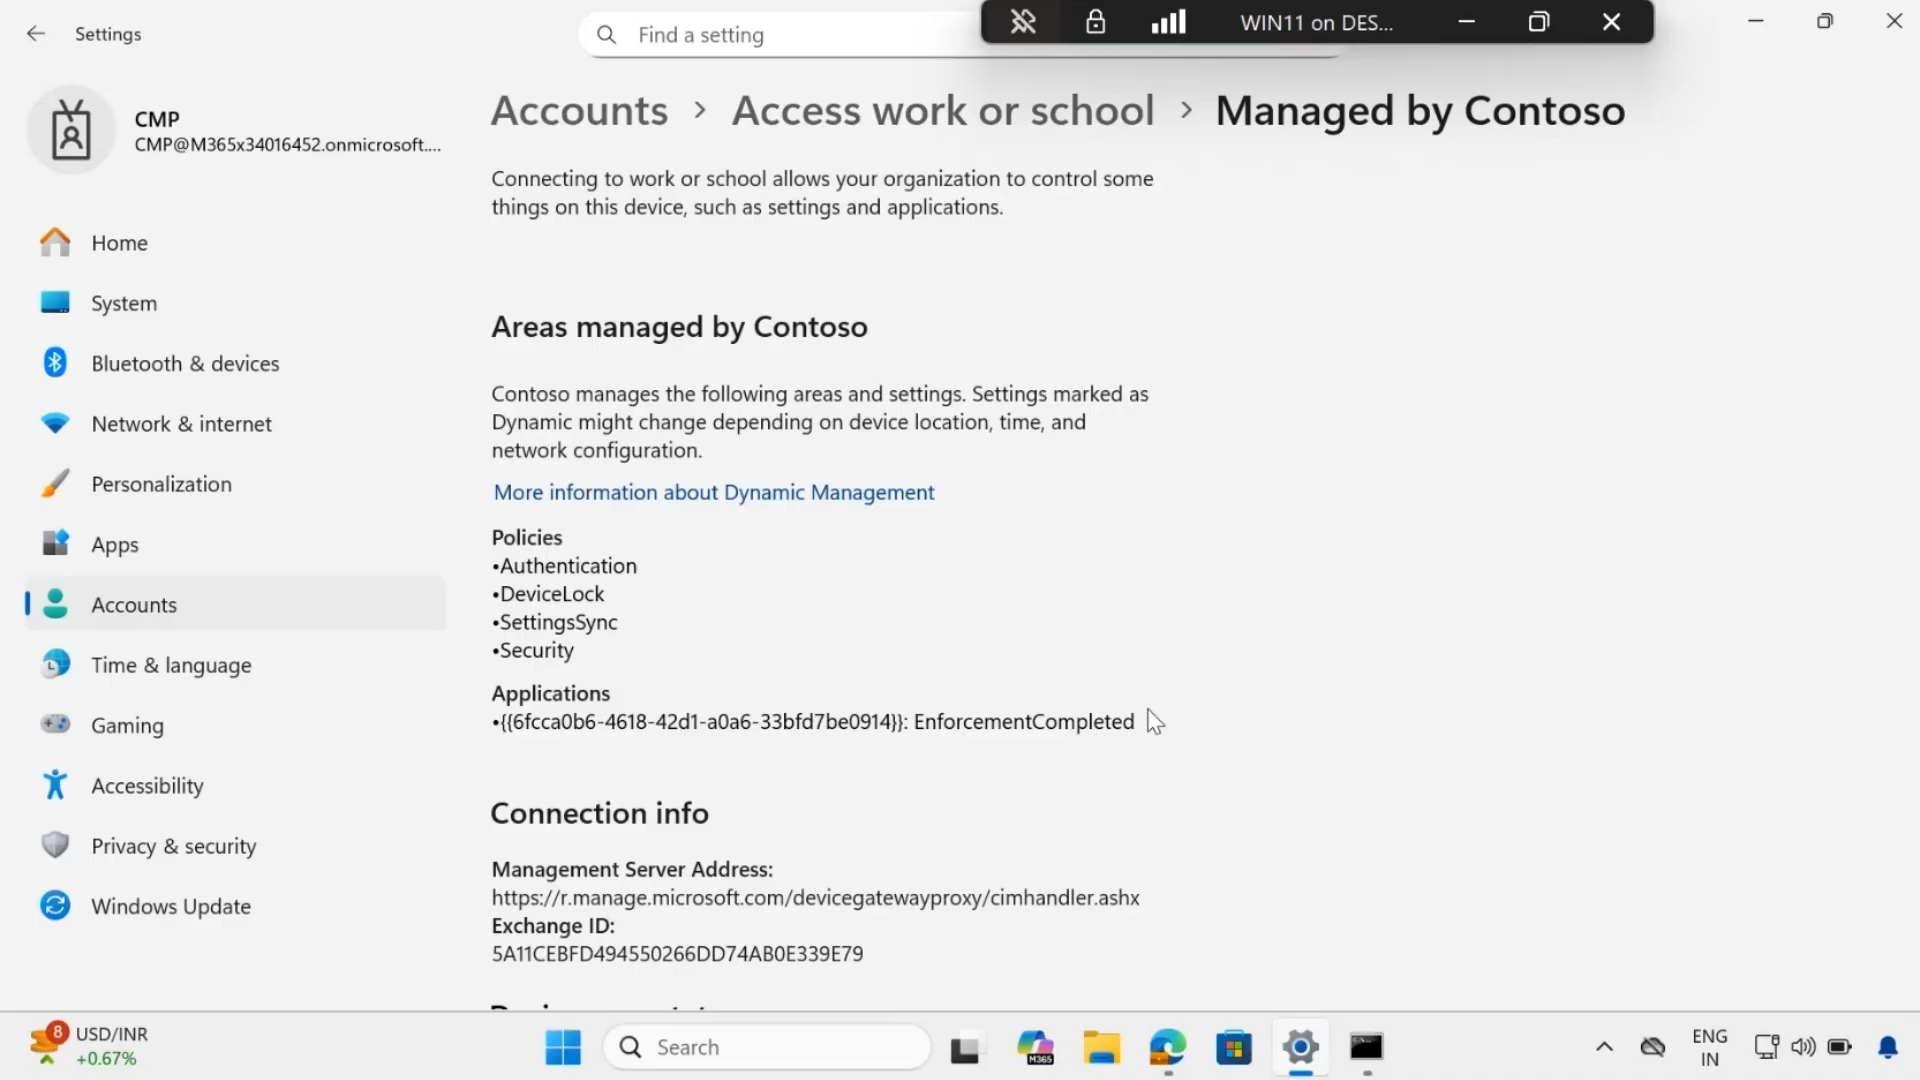 Settings
Find a setting
WIN11 on DES...
CMP
CMP@M365x34016452.onmicrosoft....
Home
System
Bluetooth & devices
Network & internet
Personalization
Apps
Accounts
Time & language
Gaming
Accessibility
Privacy & security
Windows Update
Accounts > Access work or school > Managed by Contoso
Connecting to work or school allows your organization to control some
things on this device, such as settings and applications.
Areas managed by Contoso
Contoso manages the following areas and settings. Settings marked as
Dynamic might change depending on device location, time, and
network configuration.
More information about Dynamic Management
Policies
•Authentication
•DeviceLock
•SettingsSync
•Security
Applications
•{{6fcca0b6-4618-42d1-a0a6-33bfd7be0914}}: EnforcementCompleted
Connection info
Management Server Address:
https://r.manage.microsoft.com/devicegatewayproxy/cimhandler.ashx
Exchange ID:
5A11CEBFD494550266DD74AB0E339E79
8
USD/INR
+0.67%
Search
M365
ENG
IN